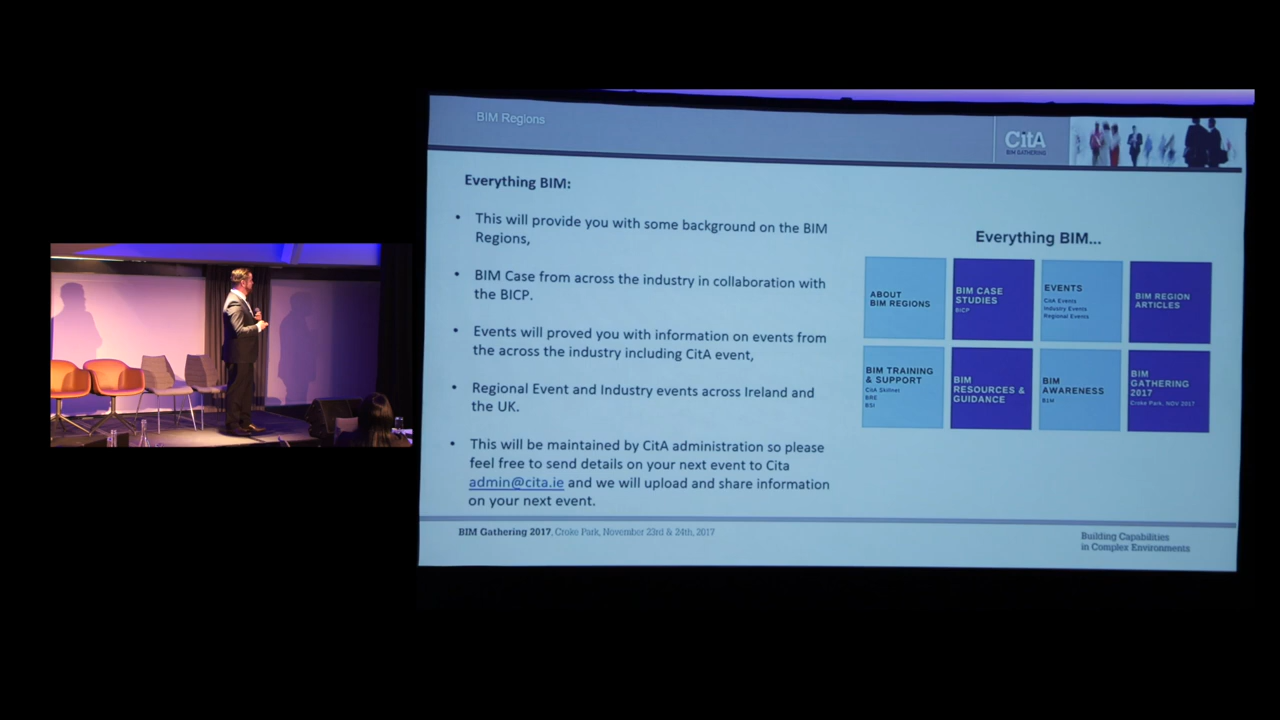 BIM Regions
CitA
BIM GATHERING
Everything BIM:
• This will provide you with some background on the BIM
Regions,
• BIM Case from across the industry in collaboration with
the BICP.
• Events will proved you with information on events from
the across the industry including CitA event,
• Regional Event and Industry events across Ireland and
the UK.
• This will be maintained by CitA administration so please
feel free to send details on your next event to Cita
admin@cita.ie and we will upload and share information
on your next event.
Everything BIM...
ABOUT
BIM REGIONS
BIM CASE
STUDIES
BICP
EVENTS
CitA Events
Industry Events
Regional Events
BIM REGION
ARTICLES
BIM TRAINING
& SUPPORT
CitA Skillnet
BRE
BSI
BIM
RESOURCES &
GUIDANCE
BIM
AWARENESS
B1M
BIM
GATHERING
2017
Croke Park, NOV 2017
BIM Gathering 2017, Croke Park, November 23rd & 24th, 2017
Building Capabilities
in Complex Environments